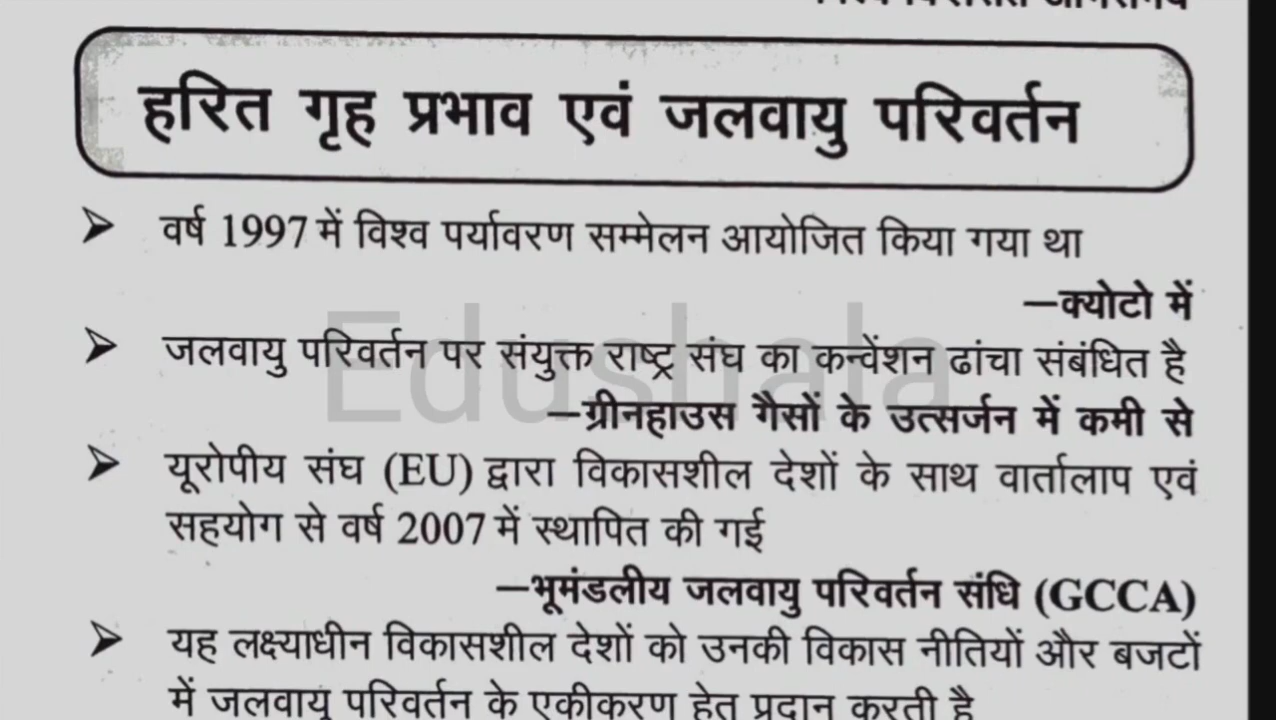 हरित गृह प्रभाव एवं जलवायु परिवर्तन
➢ वर्ष 1997 में विश्व पर्यावरण सम्मेलन आयोजित किया गया था
—क्योटो में
➢ जलवायु परिवर्तन पर संयुक्त राष्ट्र संघ का कन्वेंशन ढांचा संबंधित है
Edushala
—ग्रीनहाउस गैसों के उत्सर्जन में कमी से
➢ यूरोपीय संघ (EU) द्वारा विकासशील देशों के साथ वार्तालाप एवं
सहयोग से वर्ष 2007 में स्थापित की गई
—भूमंडलीय जलवायु परिवर्तन संधि (GCCA)
➢ यह लक्ष्याधीन विकासशील देशों को उनकी विकास नीतियों और बजटों
में जलवायु परिवर्तन के एकीकरण हेतु प्रदान करती है